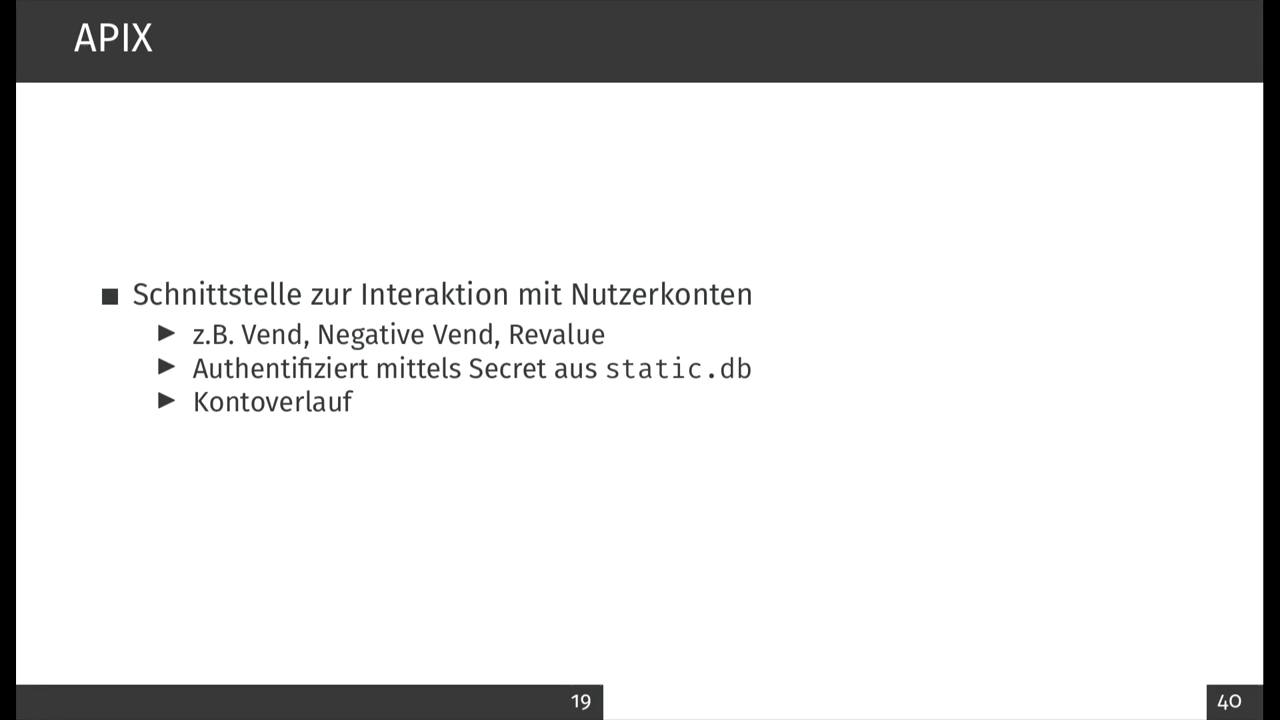 APIX
Schnittstelle zur Interaktion mit Nutzerkonten
z.B. Vend, Negative Vend, Revalue
Authentifiziert mittels Secret aus static.db
Kontoverlauf
19
40